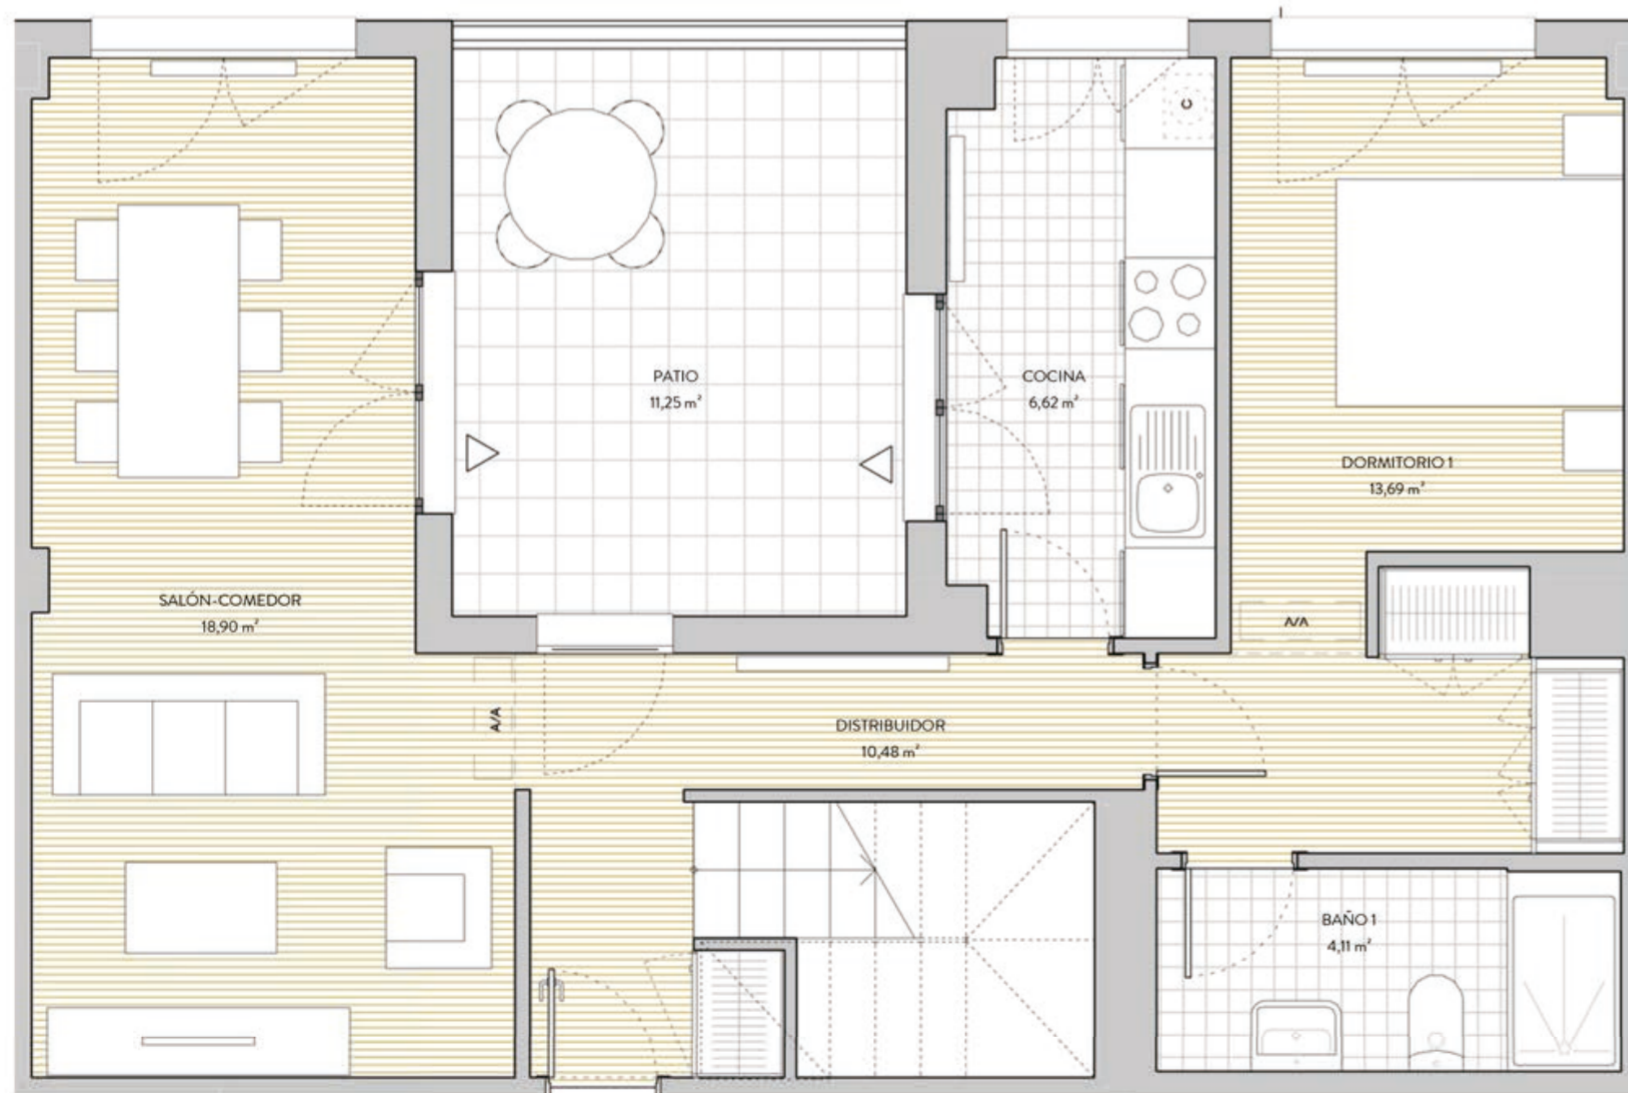 C
PATIO
11,25 m²
COCINA
6,62 m²
DORMITORIO 1
13,69 m²
SALÓN-COMEDOR
18,90 m²
A/A
A/A
DISTRIBUIDOR
10,48 m²
BAÑO 1
4,11 m²